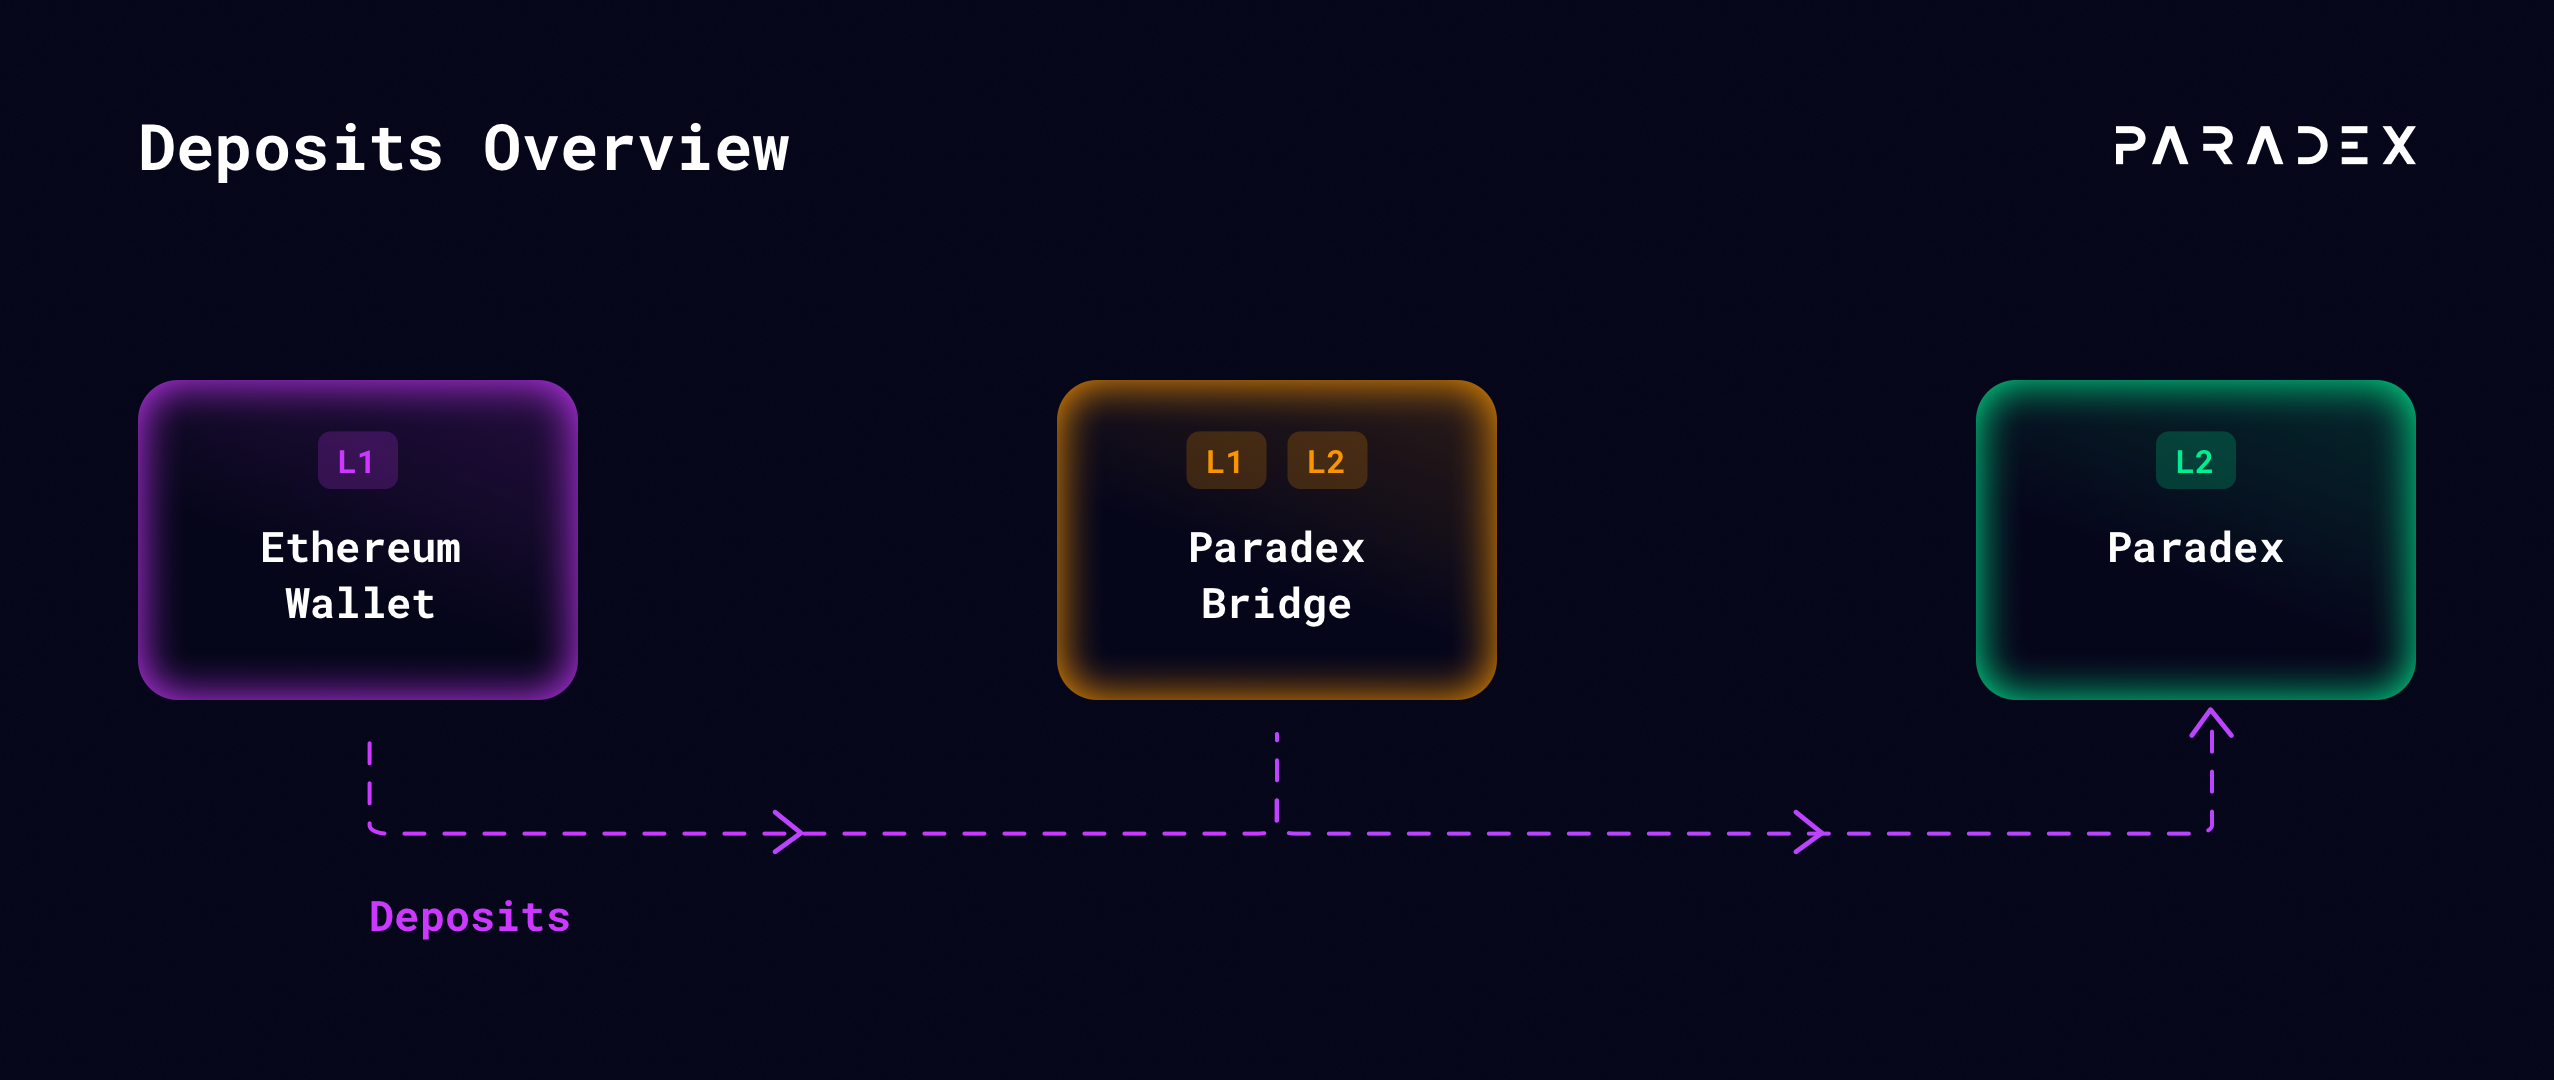 Deposits Overview
PARADEX
L1
Ethereum
Wallet
L1 L2
Paradex
Bridge
L2
Paradex
Deposits